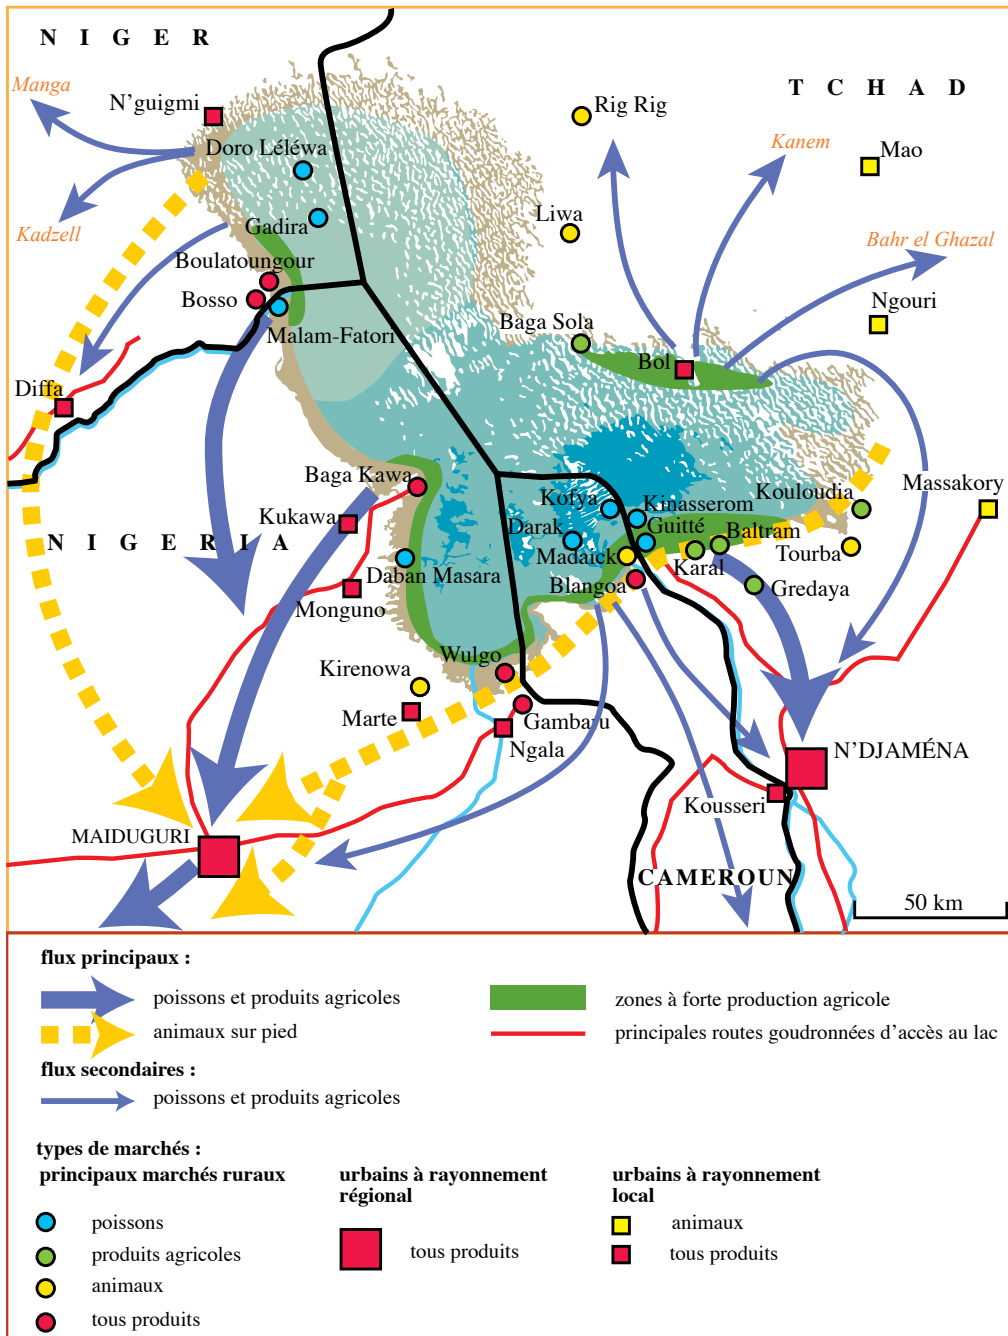 NIGER
TCHAD
Manga
N'guigmi
Rig Rig
Doro Léléwa
Kanem
Mao
Kadzell
Gadira
Liwa
Bahr el Ghazal
Boulatoungour
Bosso
Ngouri
Malam-Fatori
Baga Sola
Bol
Diffa
Baga Kawa
Kouloudia
Massakory
Kofya
Kinasserom
Kukawa
Darak
Guitté
Baltram
NIGERIA
Madaick
Karal
Tourba
Daban Masara
Blangoa
Gredaya
Monguno
Kirenowa
Wulgo
Marte
Gambaru
Ngala
N'DJAMÉNA
Kousseri
MAIDUGURI
CAMEROUN
50 km
flux principaux :
poissons et produits agricoles
zones à forte production agricole
animaux sur pied
principales routes goudronnées d'accès au lac
flux secondaires :
poissons et produits agricoles
types de marchés :
principaux marchés ruraux
poissons
produits agricoles
animaux
tous produits
urbains à rayonnement
régional
tous produits
urbains à rayonnement
local
animaux
tous produits